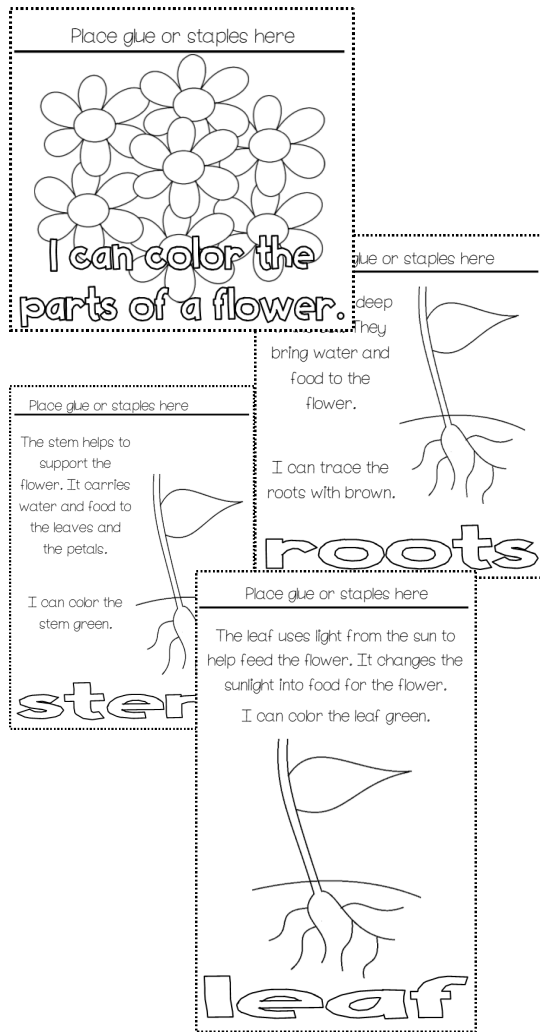 Place glue or staples here
I can color the
parts of a flower.
glue or staples here
deep
They
bring water and
food to the
flower.
I can trace the
roots with brown.
roots
Place glue or staples here
The stem helps to
support the
flower. It carries
water and food to
the leaves and
the petals.
I can color the
stem green.
ste
Place glue or staples here
The leaf uses light from the sun to
help feed the flower. It changes the
sunlight into food for the flower.
I can color the leaf green.
leaf